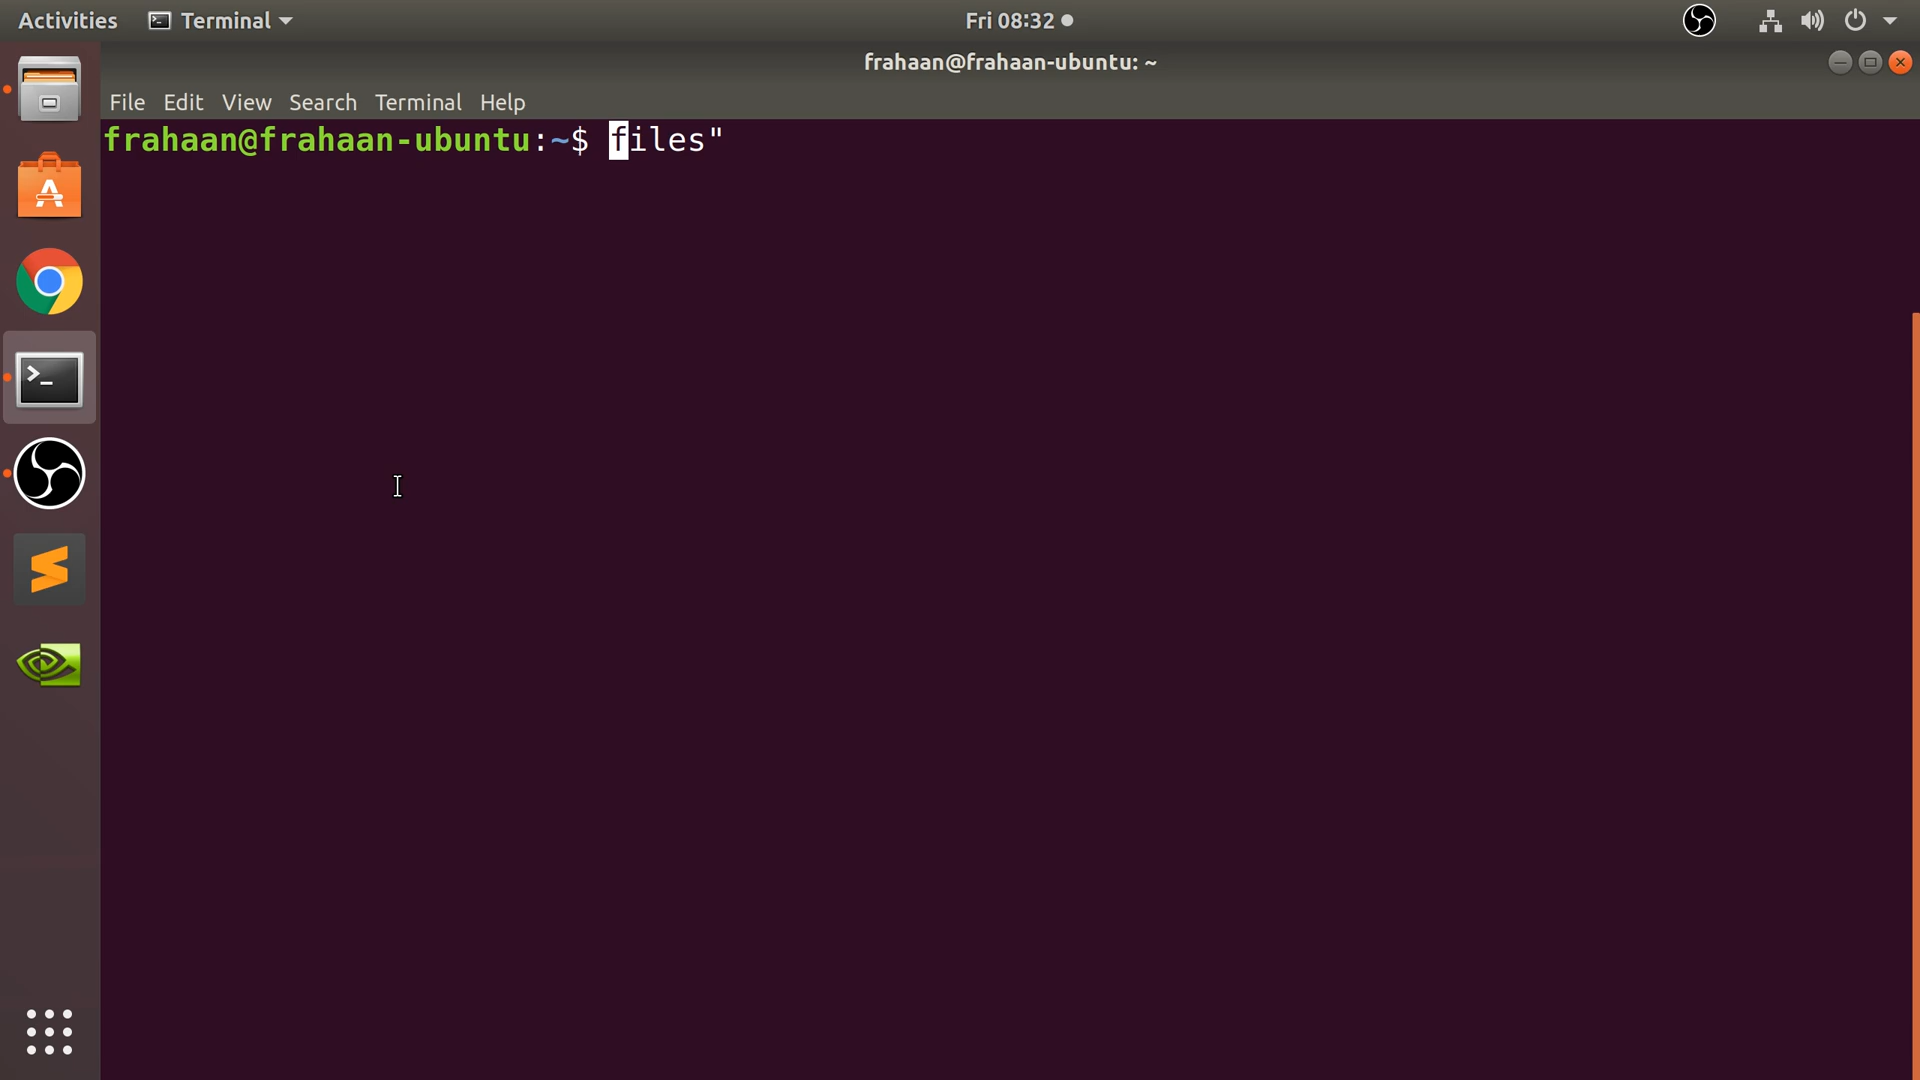 Activities Terminal Fri 08:32
frahaan@frahaan-ubuntu: ~
File Edit View Search Terminal Help
frahaan@frahaan-ubuntu:~$ files"